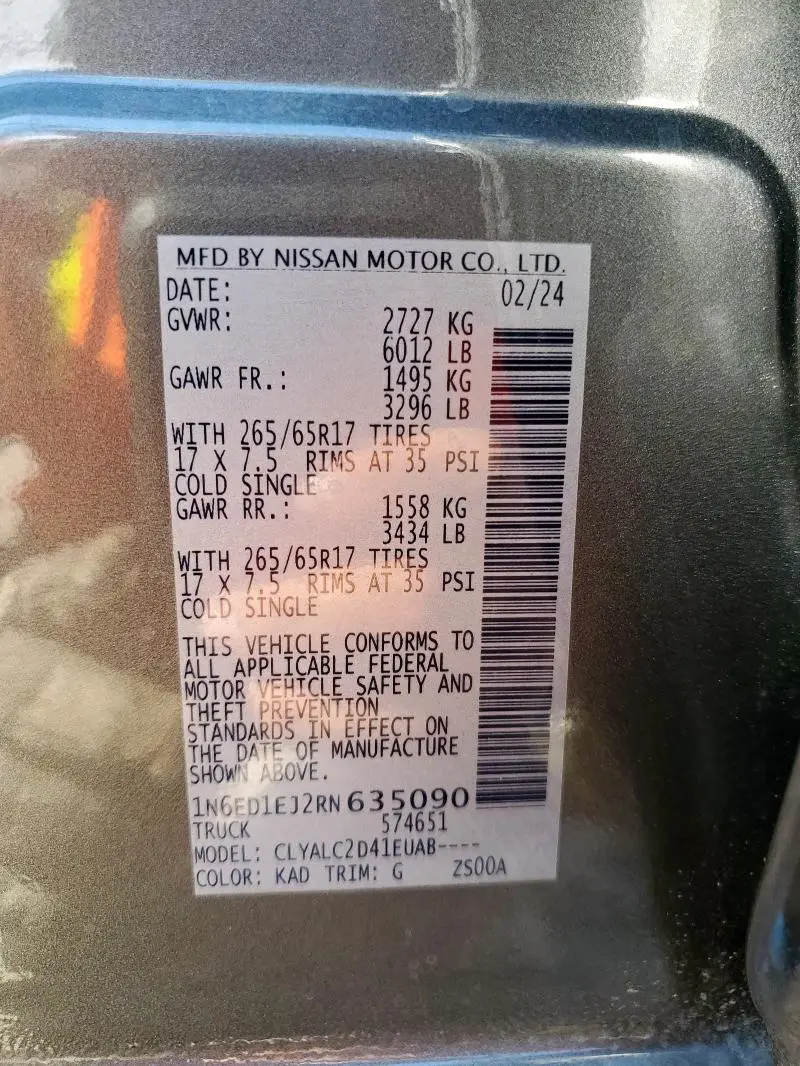 MFD BY NISSAN MOTOR CO., LTD.
DATE: 02/24
GVWR: 2727 KG
6012 LB
GAWR FR.: 1495 KG
3296 LB
WITH 265/65R17 TIRES
17 X 7.5 RIMS AT 35 PSI
COLD SINGLE
GAWR RR.: 1558 KG
3434 LB
WITH 265/65R17 TIRES
17 X 7.5 RIMS AT 35 PSI
COLD SINGLE
THIS VEHICLE CONFORMS TO
ALL APPLICABLE FEDERAL
MOTOR VEHICLE SAFETY AND
THEFT PREVENTION
STANDARDS IN EFFECT ON
THE DATE OF MANUFACTURE
SHOWN ABOVE.
1N6ED1EJ2RN635090
TRUCK 574651
MODEL: CLYALC2D41EUAB----
COLOR: KAD TRIM: G ZS00A